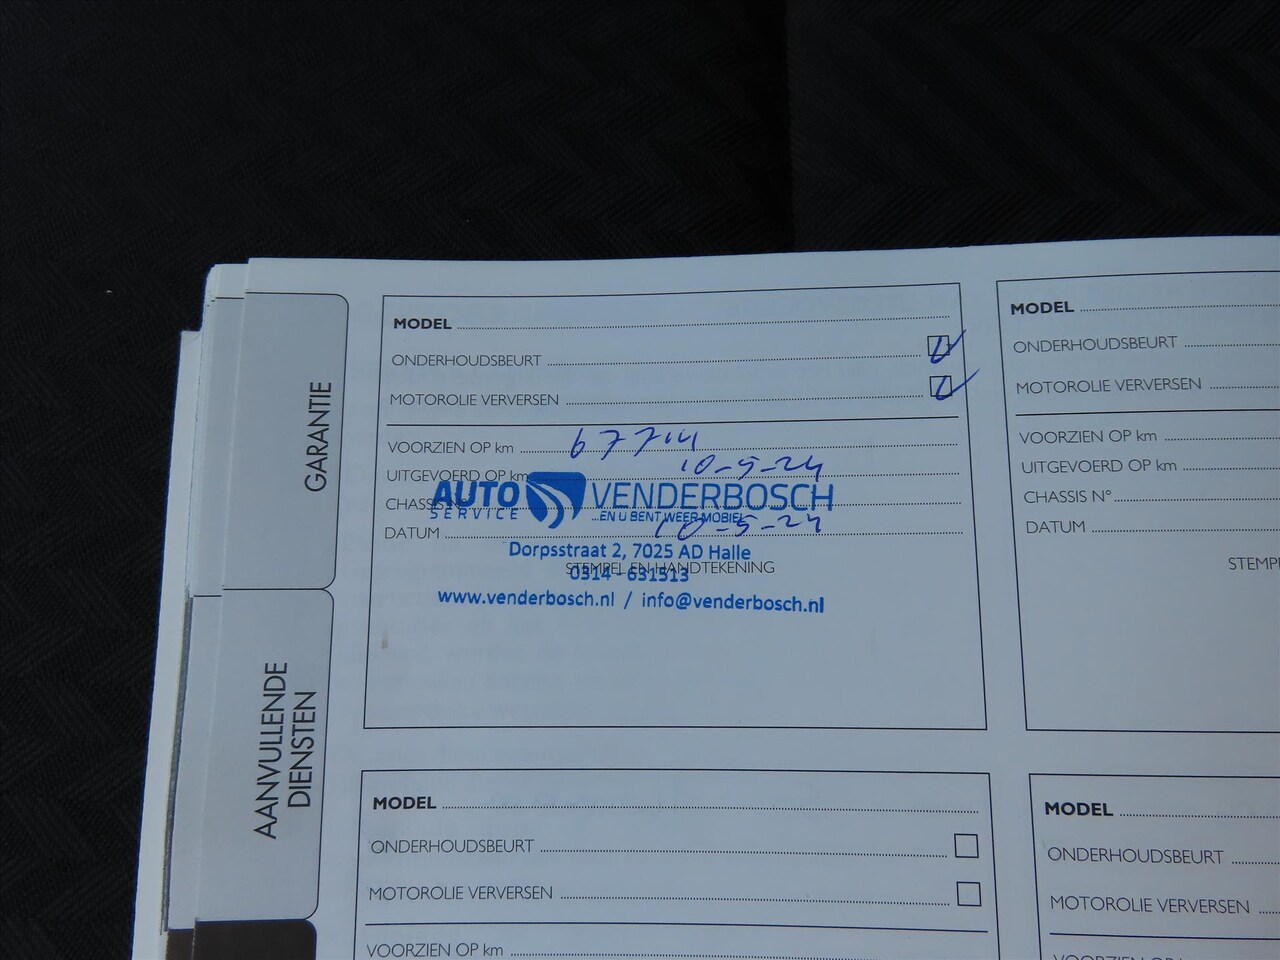 GARANTIE
AANVULLENDE
DIENSTEN
MODEL
ONDERHOUDSBEURT
MOTOROLIE VERVERSEN
VOORZIEN OP km
UITGEVOERD OP km 10-5-24
CHASSIS N°
DATUM 10-5-24
STEMPEL EN HANDTEKENING
AUTO VENDERBOSCH
SERVICE ...EN U BENT WEER MOBIEL
Dorpsstraat 2, 7025 AD Halle
0314 - 631513
www.venderbosch.nl / info@venderbosch.nl
MODEL
ONDERHOUDSBEURT
MOTOROLIE VERVERSEN
VOORZIEN OP km
UITGEVOERD OP km
CHASSIS N°
DATUM
STEMP
MODEL
ONDERHOUDSBEURT
MOTOROLIE VERVERSEN
VOORZIEN OP km
MODEL
ONDERHOUDSBEURT
MOTOROLIE VERVERSEN